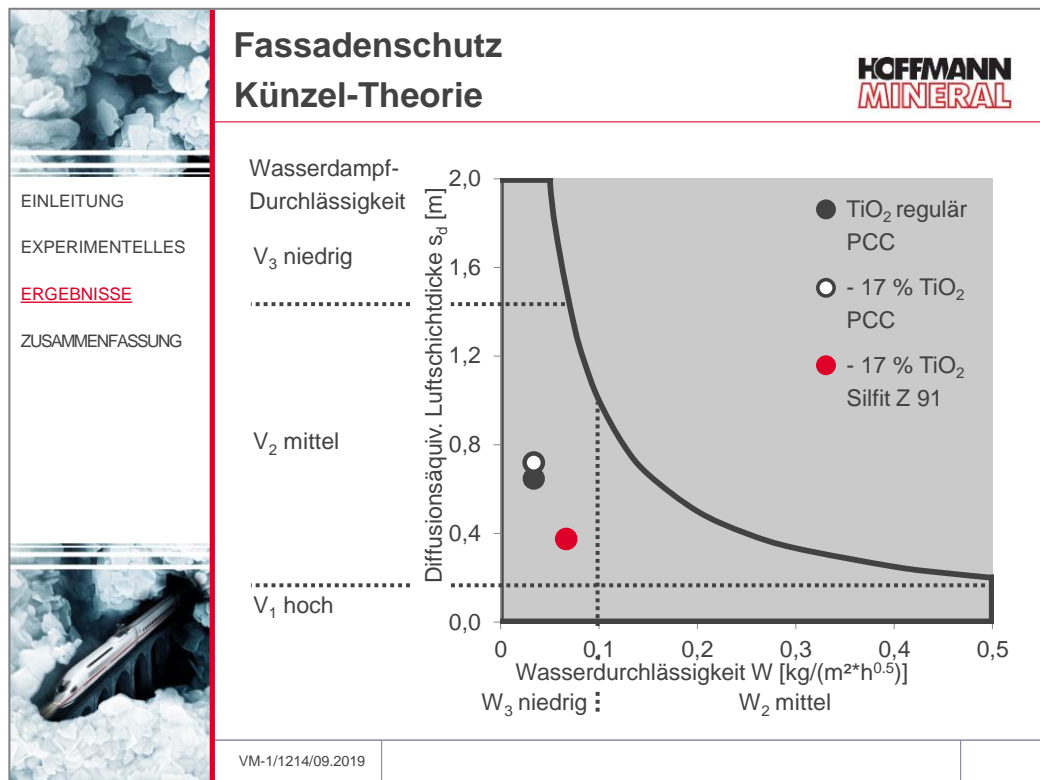 Fassadenschutz
Künzel-Theorie
HOFFMANN
MINERAL
EINLEITUNG
EXPERIMENTELLES
ERGEBNISSE
ZUSAMMENFASSUNG
Wasserdampf-
Durchlässigkeit
V₃ niedrig
V₂ mittel
V₁ hoch
Diffusionsäquiv. Luftschichtdicke s_d [m]
2,0
1,6
1,2
0,8
0,4
0,0
TiO₂ regulär
PCC
- 17 % TiO₂
PCC
- 17 % TiO₂
Silfit Z 91
0 0,1 0,2 0,3 0,4 0,5
Wasserdurchlässigkeit W [kg/(m²*h⁰·⁵)]
W₃ niedrig W₂ mittel
VM-1/1214/09.2019